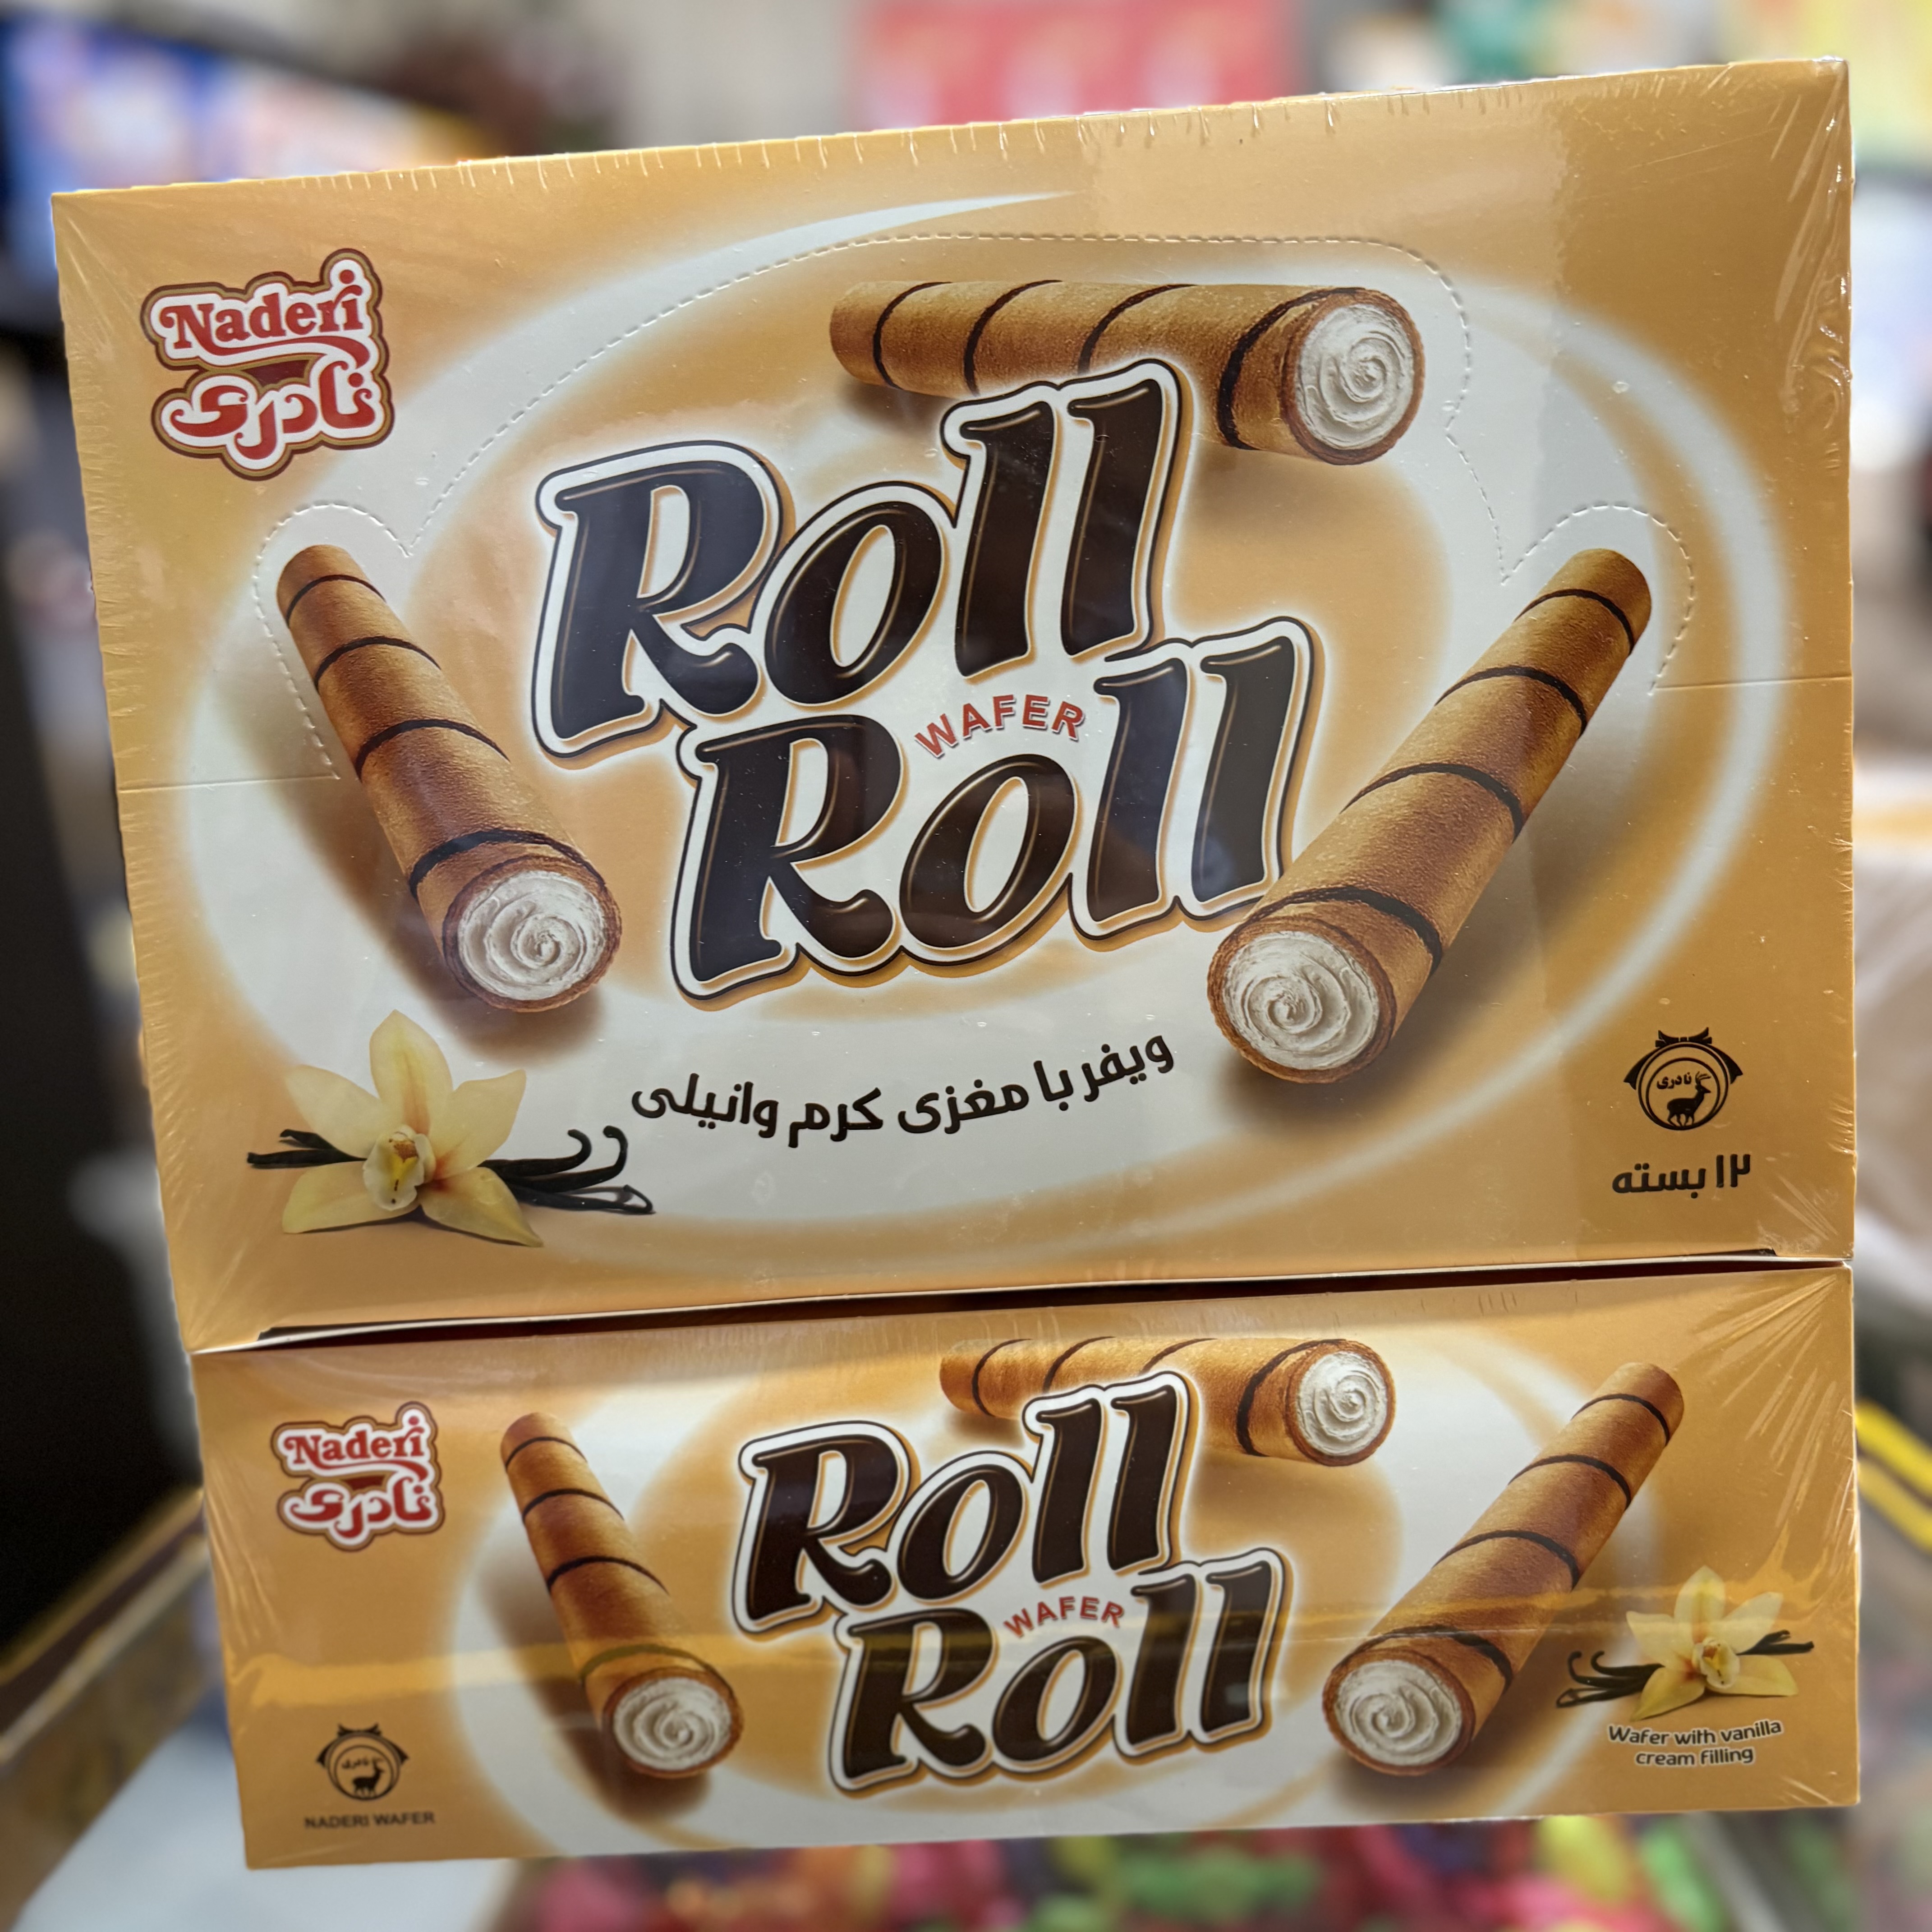 Naderi
نادری
Roll
WAFER
Roll
ویفر با مغزی کرم وانیلی
نادری
۱۲ بسته
Naderi
نادری
Roll
WAFER
Roll
Wafer with vanilla
cream filling
نادری
NADERI WAFER